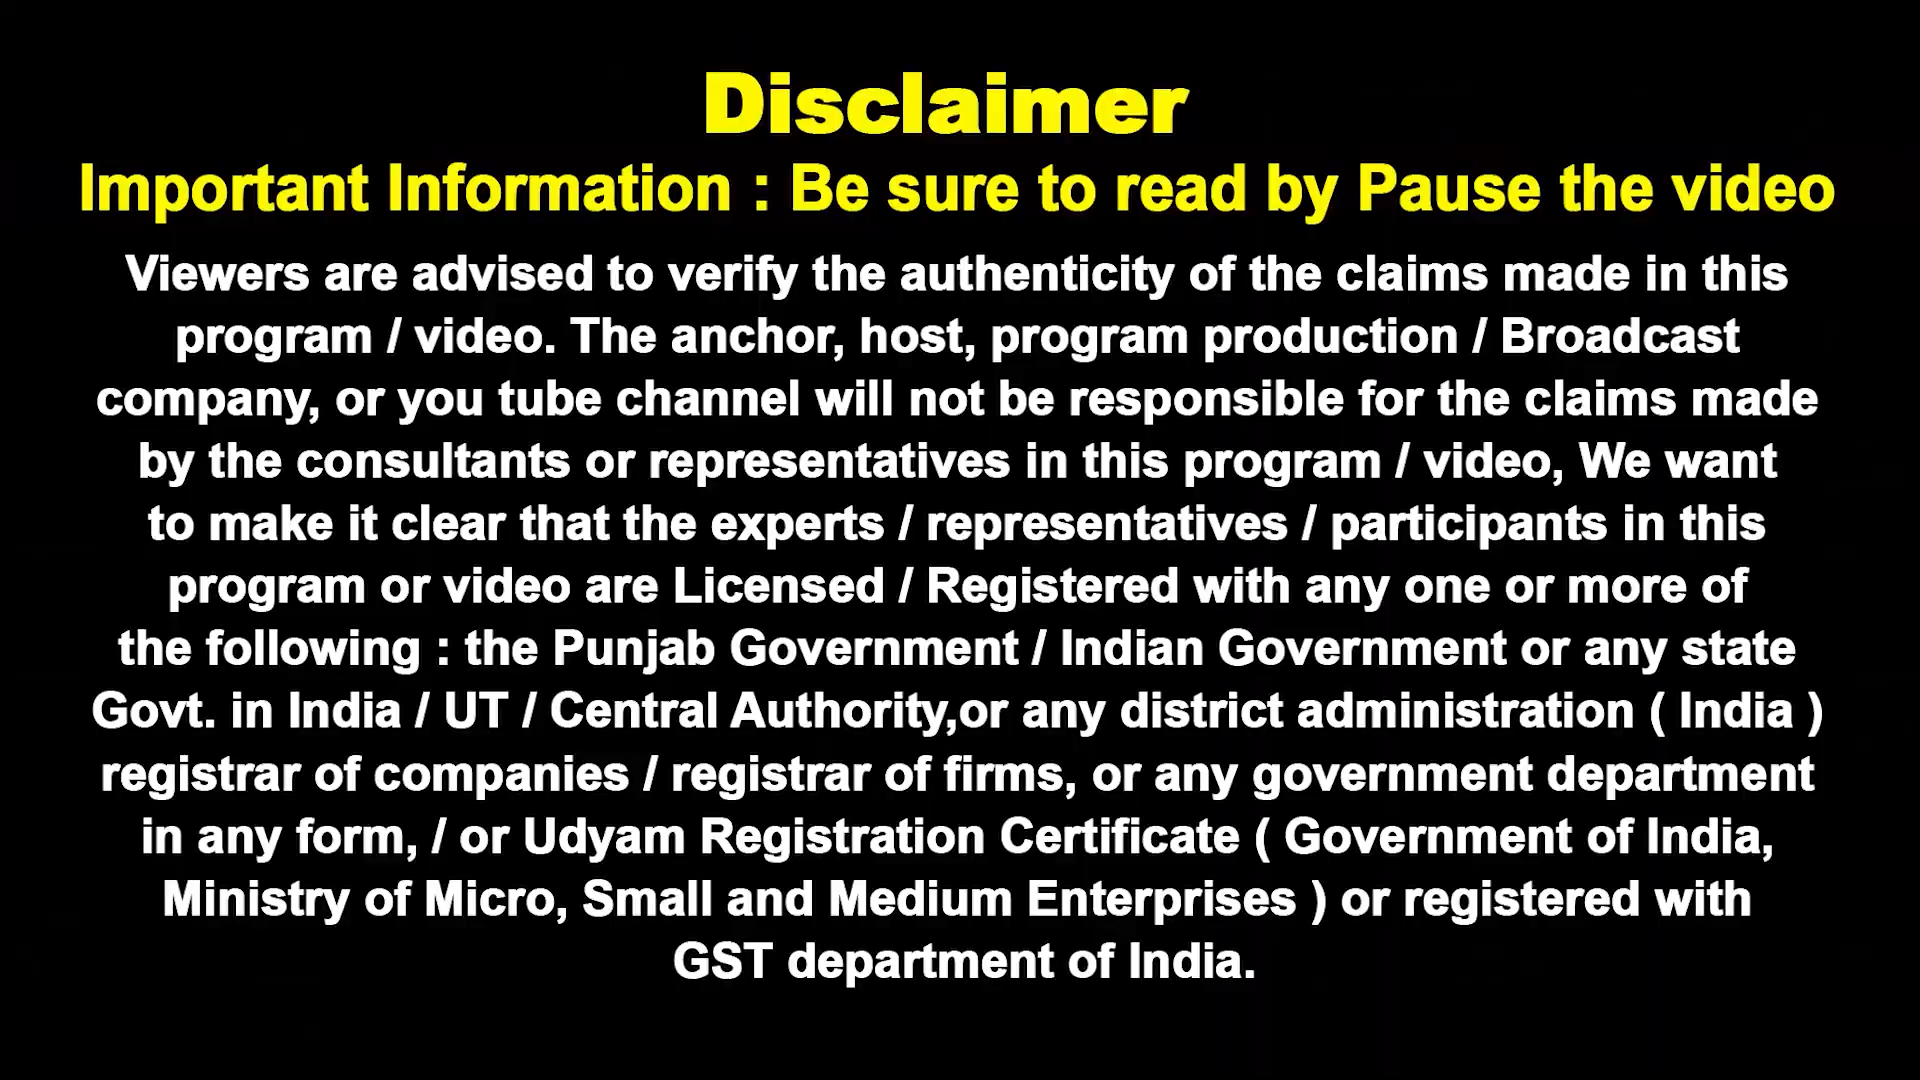 Disclaimer
Important Information : Be sure to read by Pause the video
Viewers are advised to verify the authenticity of the claims made in this
program / video. The anchor, host, program production / Broadcast
company, or you tube channel will not be responsible for the claims made
by the consultants or representatives in this program / video, We want
to make it clear that the experts / representatives / participants in this
program or video are Licensed / Registered with any one or more of
the following : the Punjab Government / Indian Government or any state
Govt. in India / UT / Central Authority,or any district administration ( India )
registrar of companies / registrar of firms, or any government department
in any form, / or Udyam Registration Certificate ( Government of India,
Ministry of Micro, Small and Medium Enterprises ) or registered with
GST department of India.